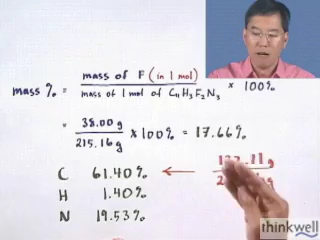 mass of F (in 1 mol)
mass % = × 100%
mass of 1 mol of C₁₁H₃F₂N₃
38.00 g
= × 100% = 17.66%
215.16 g
C 61.40%
H 1.40%
N 19.53%
thinkwell